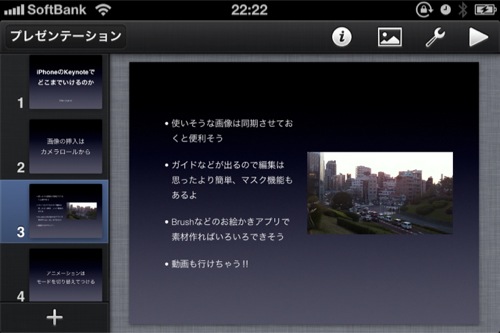 SoftBank
22:22
プレゼンテーション
iPhoneのKeynoteで
どこまでいけるのか
1
画像の挿入は
カメラロールから
2
3
アニメーションは
モードを切り替えてつける
4
• 使いそうな画像は同期させてお
くと便利そう
• ガイドなどが出るので編集は
思ったより簡単、マスク機能も
あるよ
• Brushなどのお絵かきアプリで
素材作ればいろいろできそう
• 動画も行けちゃう!!